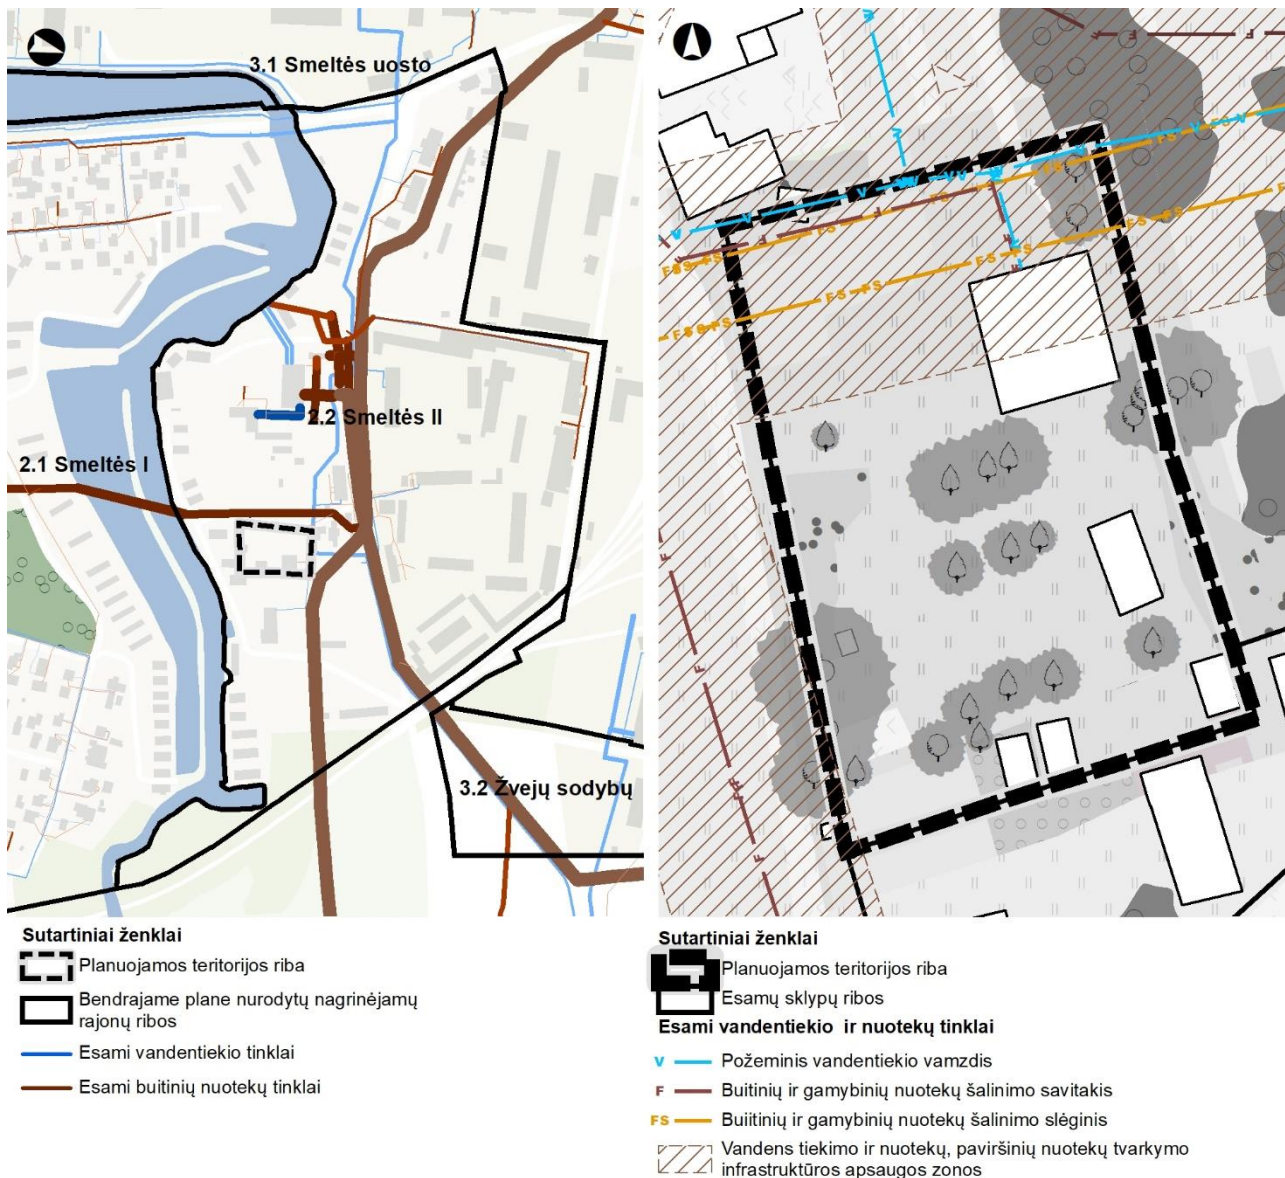 3.1 Smeltės uosto
2.2 Smeltės II
2.1 Smeltės I
3.2 Žvejų sodybų
Sutartiniai ženklai
Planuojamos teritorijos riba
Bendrajame plane nurodytų nagrinėjamų
rajonų ribos
Esami vandentiekio tinklai
Esami buitinių nuotekų tinklai
Sutartiniai ženklai
Planuojamos teritorijos riba
Esamų sklypų ribos
Esami vandentiekio ir nuotekų tinklai
V Požeminis vandentiekio vamzdis
F Buitinių ir gamybinių nuotekų šalinimo savitakis
FS Buiitinių ir gamybinių nuotekų šalinimo slėginis
Vandens tiekimo ir nuotekų, paviršinių nuotekų tvarkymo
infrastruktūros apsaugos zonos